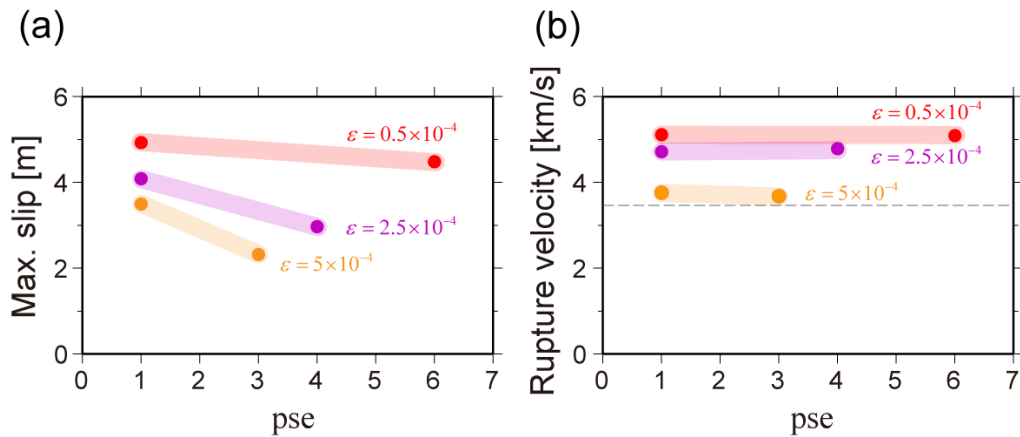 (a)
Max. slip [m]
6
4
2
0
ε = 0.5×10⁻⁴
ε = 2.5×10⁻⁴
ε = 5×10⁻⁴
0 1 2 3 4 5 6 7
pse
(b)
Rupture velocity [km/s]
6
4
2
0
ε = 0.5×10⁻⁴
ε = 2.5×10⁻⁴
ε = 5×10⁻⁴
0 1 2 3 4 5 6 7
pse